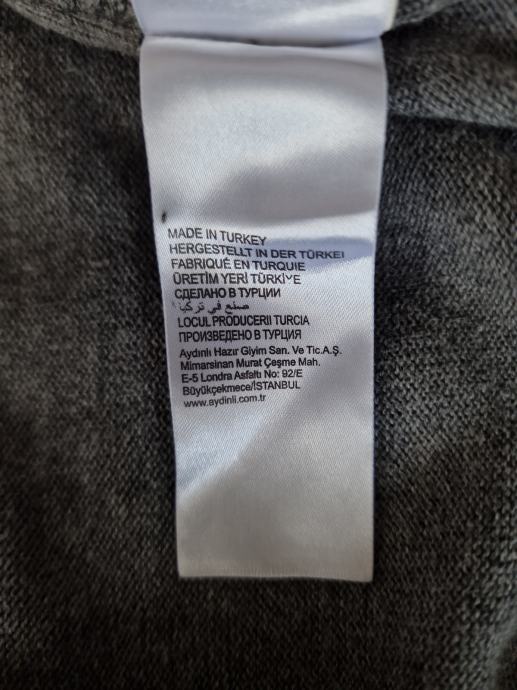 MADE IN TURKEY
HERGESTELLT IN DER TÜRKEI
FABRIQUÉ EN TURQUIE
ÜRETİM YERİ TÜRKİYE
СДЕЛАНО В ТУРЦИИ
صنع في تركيا
LOCUL PRODUCERII TURCIA
ПРОИЗВЕДЕНО В ТУРЦИЯ
Aydınlı Hazır Giyim San. Ve Tic.A.Ş.
Mimarsinan Murat Çeşme Mah.
E-5 Londra Asfaltı No: 92/E
Büyükçekmece/İSTANBUL
www.aydinli.com.tr